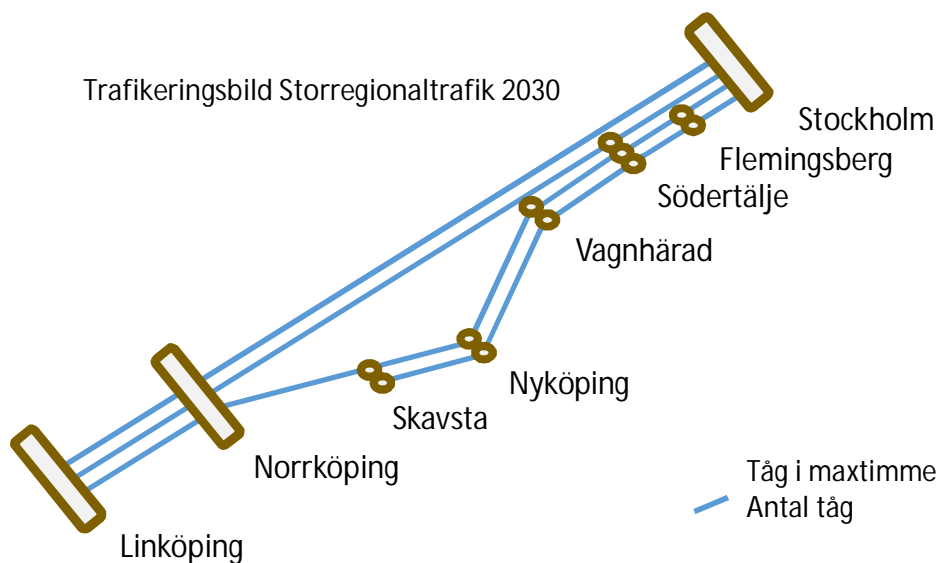 Trafikeringsbild Storregionaltrafik 2030
Stockholm
Flemingsberg
Södertälje
Vagnhärad
Nyköping
Skavsta
Norrköping
Linköping
Tåg i maxtimme
Antal tåg